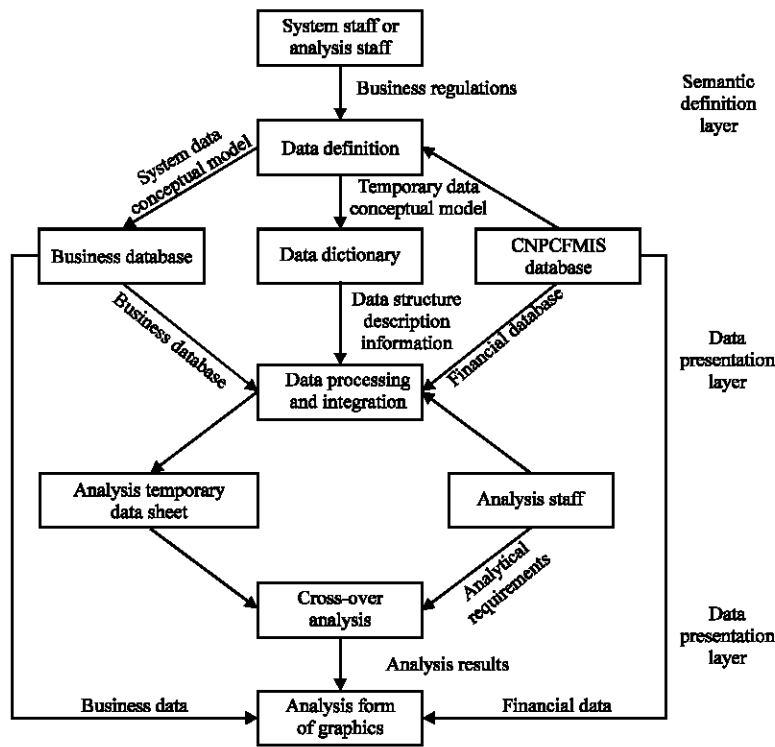 System staff or
analysis staff
Business regulations
Semantic
definition
layer
Data definition
System data
conceptual model
Temporary data
conceptual model
Business database
Data dictionary
CNPCFMIS
database
Business database
Data structure
description
information
Financial database
Data
presentation
layer
Data processing
and integration
Analysis temporary
data sheet
Analysis staff
Analytical
requirements
Cross-over
analysis
Data
presentation
layer
Analysis results
Business data
Analysis form
of graphics
Financial data